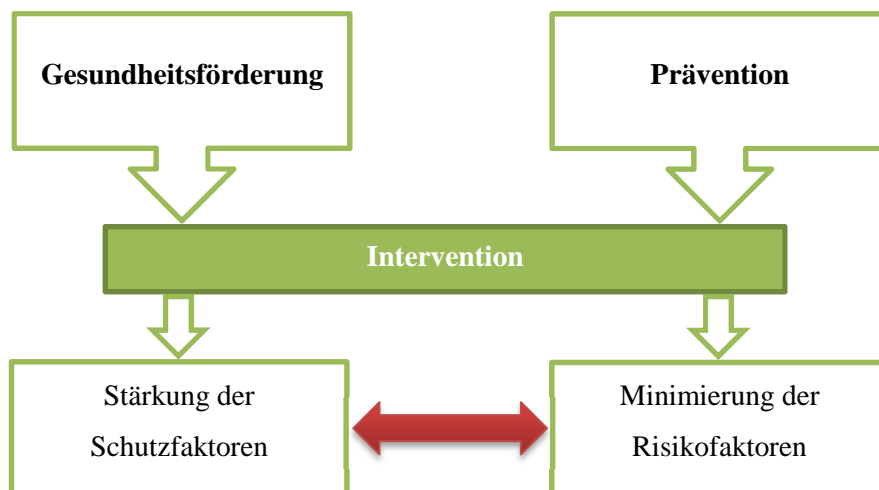 Gesundheitsförderung
Prävention
Intervention
Stärkung der
Schutzfaktoren
Minimierung der
Risikofaktoren